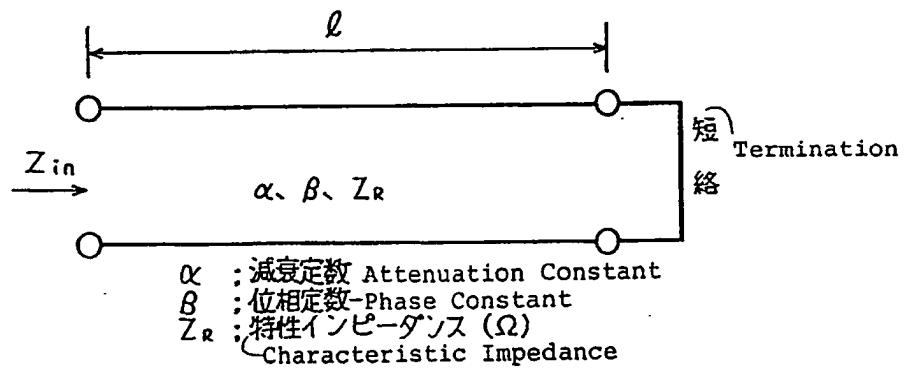 ℓ
短絡
Termination
Zin
α、β、ZR
α ; 減衰定数 Attenuation Constant
β ; 位相定数-Phase Constant
ZR ; 特性インピーダンス (Ω)
Characteristic Impedance